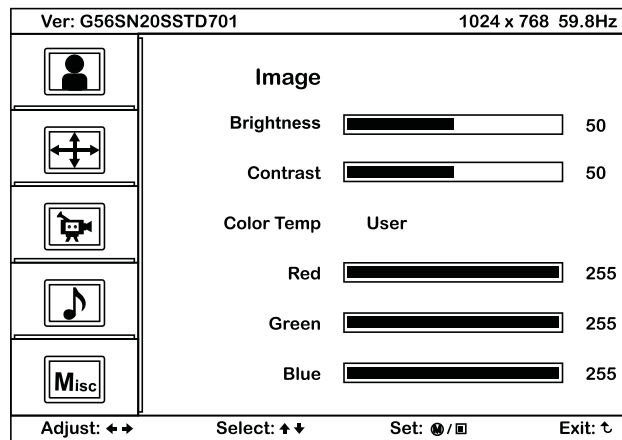 Ver: G56SN20SSTD701 1024 x 768 59.8Hz
Image
Brightness 50
Contrast 50
Color Temp User
Red 255
Green 255
Blue 255
Misc
Adjust: Select: Set: M/ Exit: